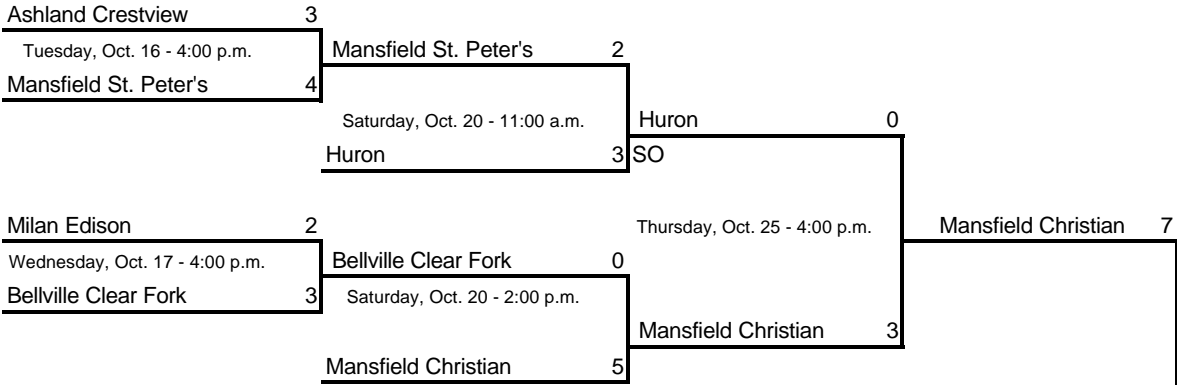 Ashland Crestview 3
Tuesday, Oct. 16 - 4:00 p.m.
Mansfield St. Peter's 4
Mansfield St. Peter's 2
Saturday, Oct. 20 - 11:00 a.m.
Huron 3 SO
Huron 0
Milan Edison 2
Wednesday, Oct. 17 - 4:00 p.m.
Bellville Clear Fork 3
Bellville Clear Fork 0
Saturday, Oct. 20 - 2:00 p.m.
Mansfield Christian 5
Thursday, Oct. 25 - 4:00 p.m.
Mansfield Christian 3
Mansfield Christian 7